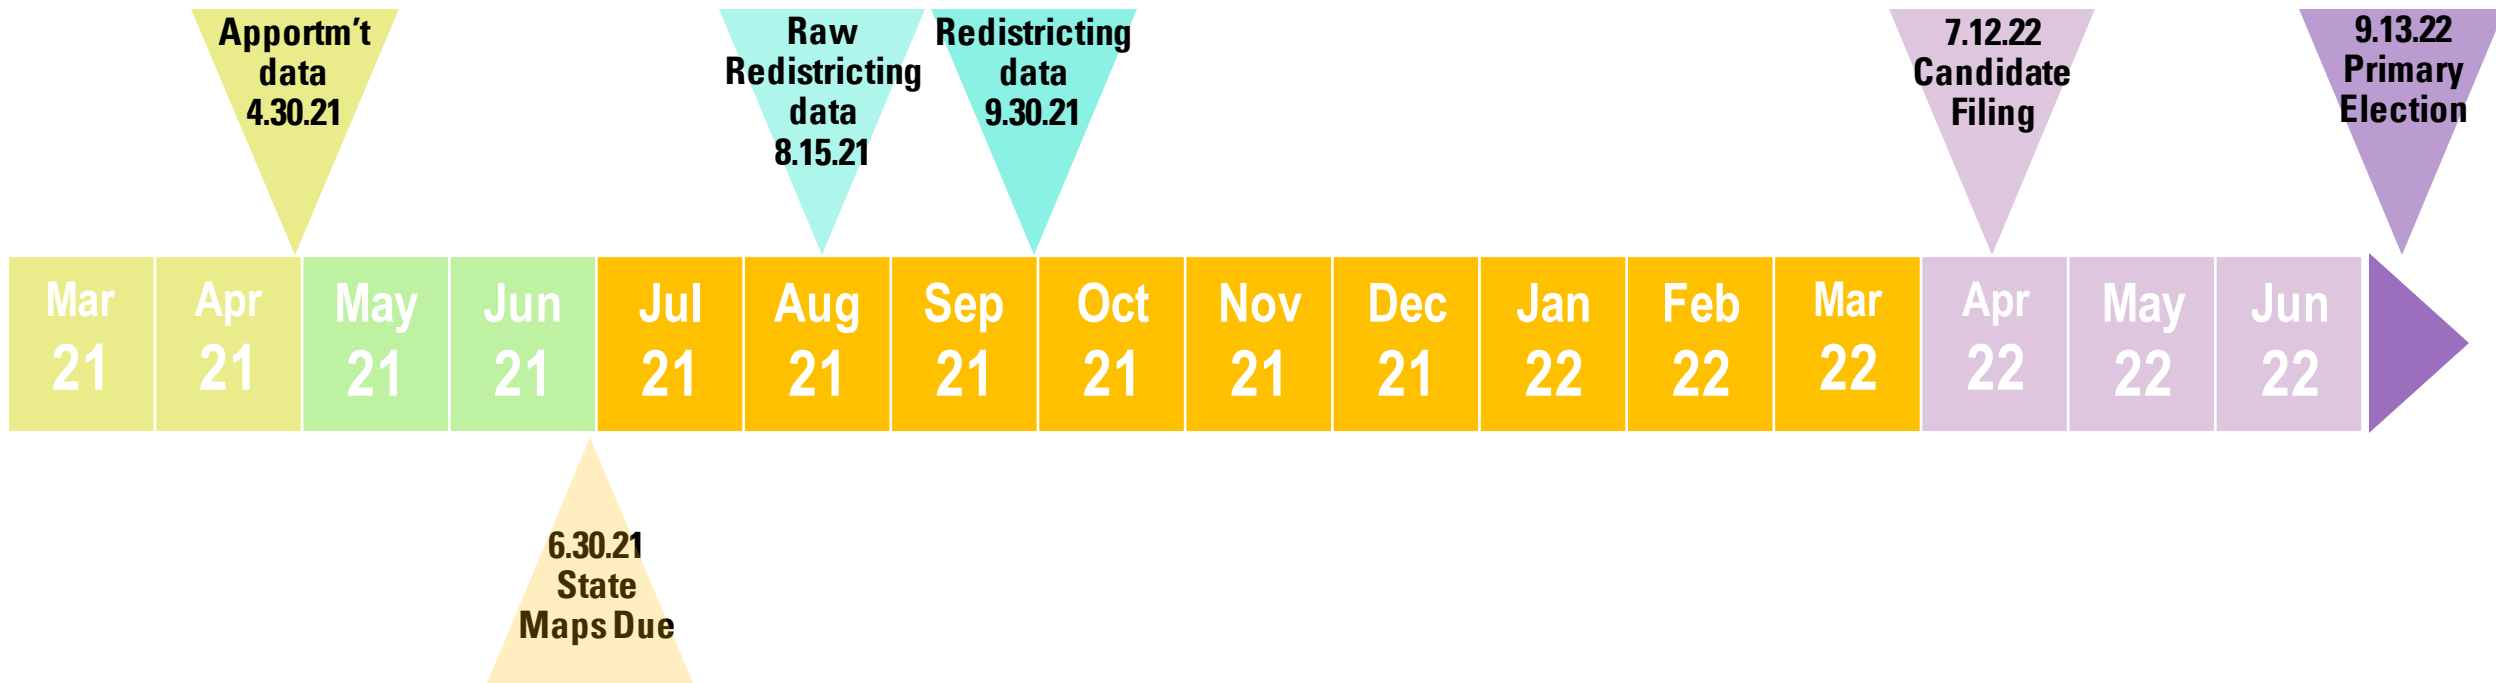 Apportm’t
data
4.30.21
Raw
Redistricting
data
8.15.21
Redistricting
data
9.30.21
7.12.22
Candidate
Filing
9.13.22
Primary
Election
Mar
21
Apr
21
May
21
Jun
21
Jul
21
Aug
21
Sep
21
Oct
21
Nov
21
Dec
21
Jan
22
Feb
22
Mar
22
Apr
22
May
22
Jun
22
6.30.21
State
Maps Due